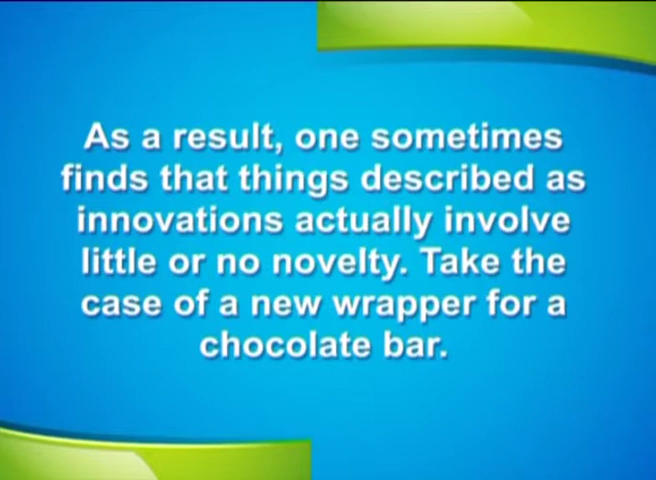 As a result, one sometimes
finds that things described as
innovations actually involve
little or no novelty. Take the
case of a new wrapper for a
chocolate bar.